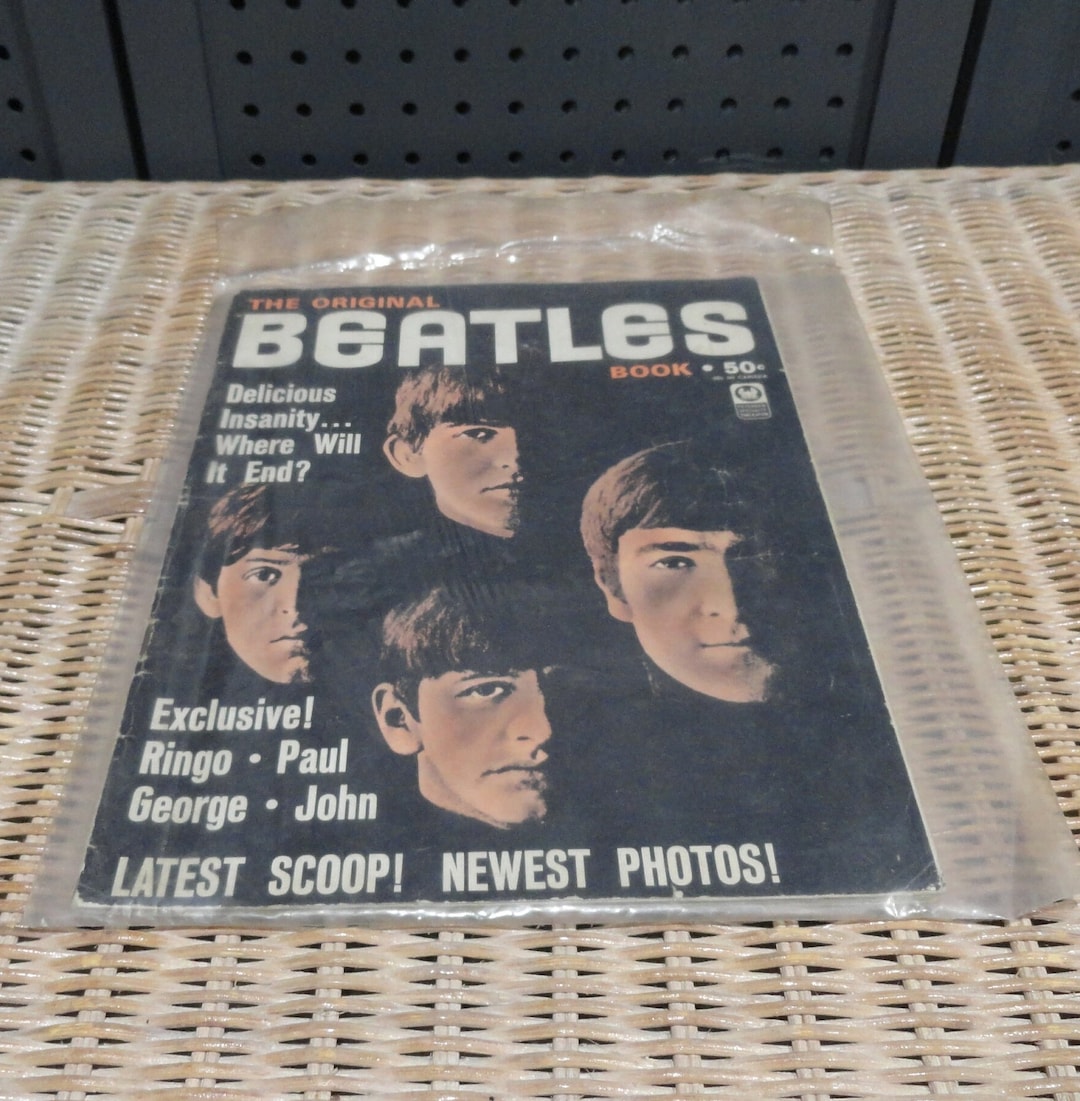 THE ORIGINAL
BEATLES
BOOK • 50¢
Delicious
Insanity...
Where Will
It End?
Exclusive!
Ringo • Paul
George • John
LATEST SCOOP! NEWEST PHOTOS!